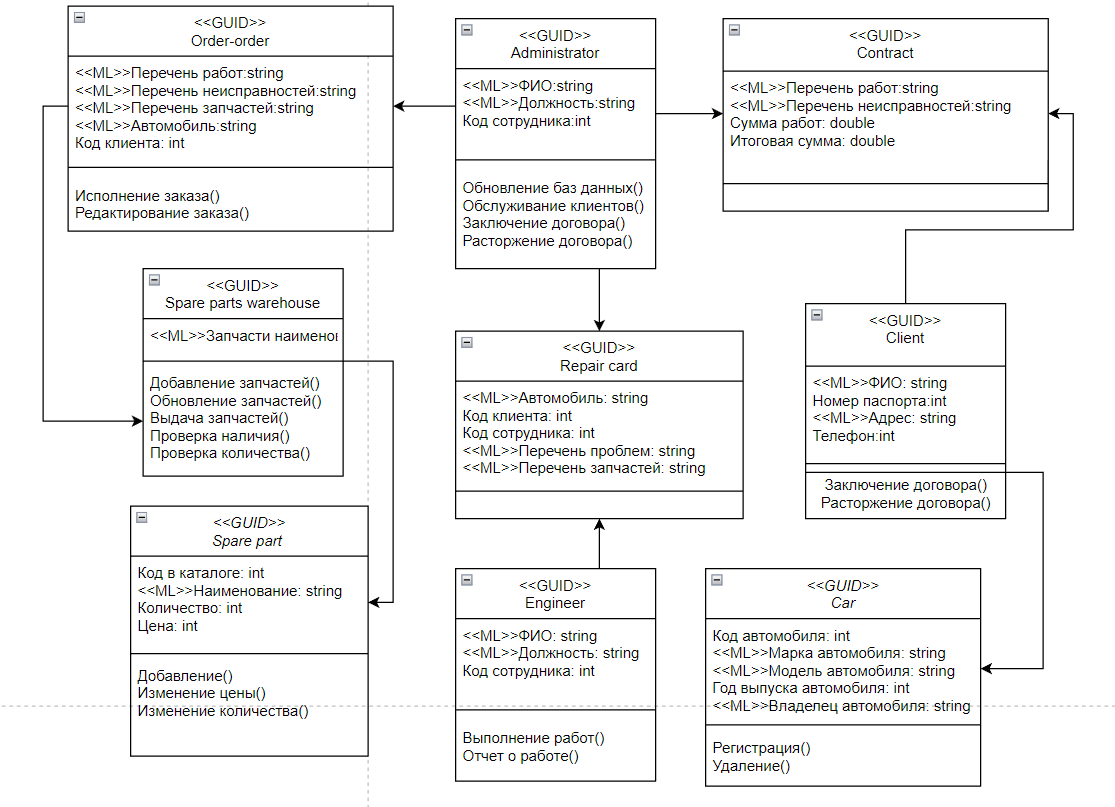 <<GUID>>
Order-order
<<ML>>Перечень работ:string
<<ML>>Перечень неисправностей:string
<<ML>>Перечень запчастей:string
<<ML>>Автомобиль:string
Код клиента: int
Исполнение заказа()
Редактирование заказа()
<<GUID>>
Administrator
<<ML>>ФИО:string
<<ML>>Должность:string
Код сотрудника:int
Обновление баз данных()
Обслуживание клиентов()
Заключение договора()
Расторжение договора()
<<GUID>>
Contract
<<ML>>Перечень работ:string
<<ML>>Перечень неисправностей:string
Сумма работ: double
Итоговая сумма: double
<<GUID>>
Spare parts warehouse
<<ML>>Запчасти наимено
Добавление запчастей()
Обновление запчастей()
Выдача запчастей()
Проверка наличия()
Проверка количества()
<<GUID>>
Repair card
<<ML>>Автомобиль: string
Код клиента: int
Код сотрудника: int
<<ML>>Перечень проблем: string
<<ML>>Перечень запчастей: string
<<GUID>>
Client
<<ML>>ФИО: string
Номер паспорта:int
<<ML>>Адрес: string
Телефон:int
Заключение договора()
Расторжение договора()
<<GUID>>
Spare part
Код в каталоге: int
<<ML>>Наименование: string
Количество: int
Цена: int
Добавление()
Изменение цены()
Изменение количества()
<<GUID>>
Engineer
<<ML>>ФИО: string
<<ML>>Должность: string
Код сотрудника: int
Выполнение работ()
Отчет о работе()
<<GUID>>
Car
Код автомобиля: int
<<ML>>Марка автомобиля: string
<<ML>>Модель автомобиля: string
Год выпуска автомобиля: int
<<ML>>Владелец автомобиля: string
Регистрация()
Удаление()